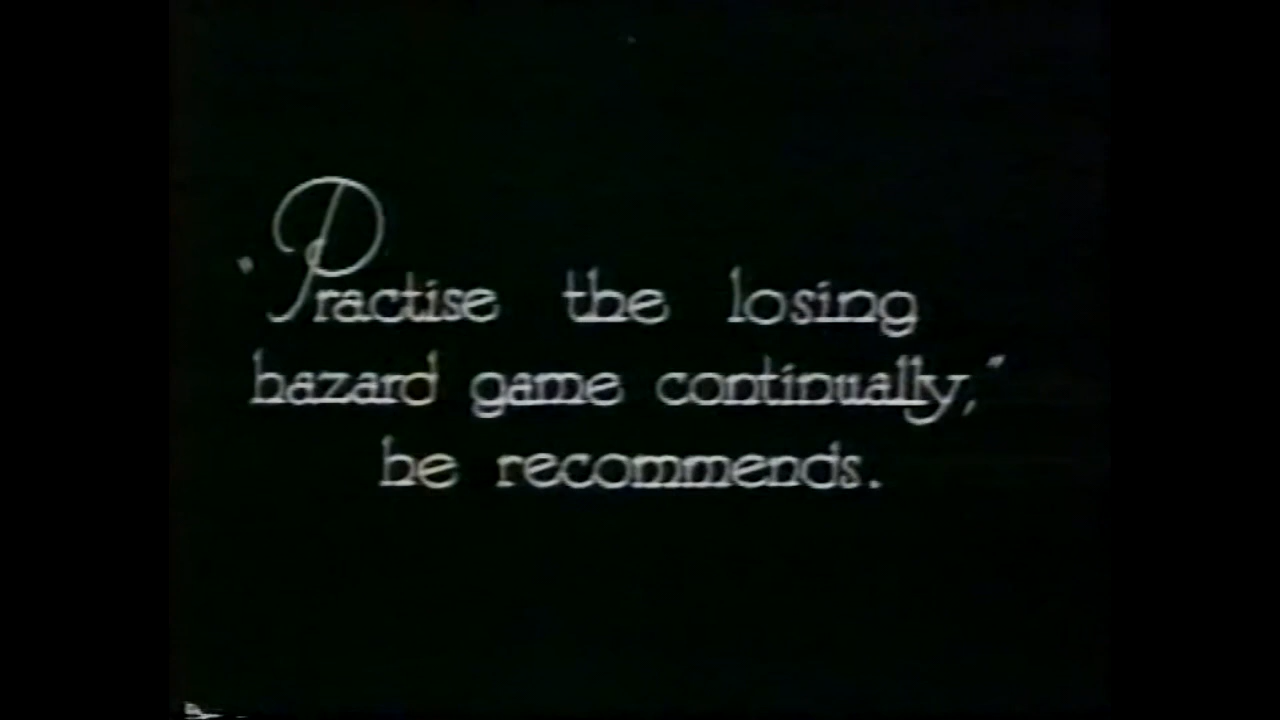 "Practise the losing
hazard game continually,"
he recommends.